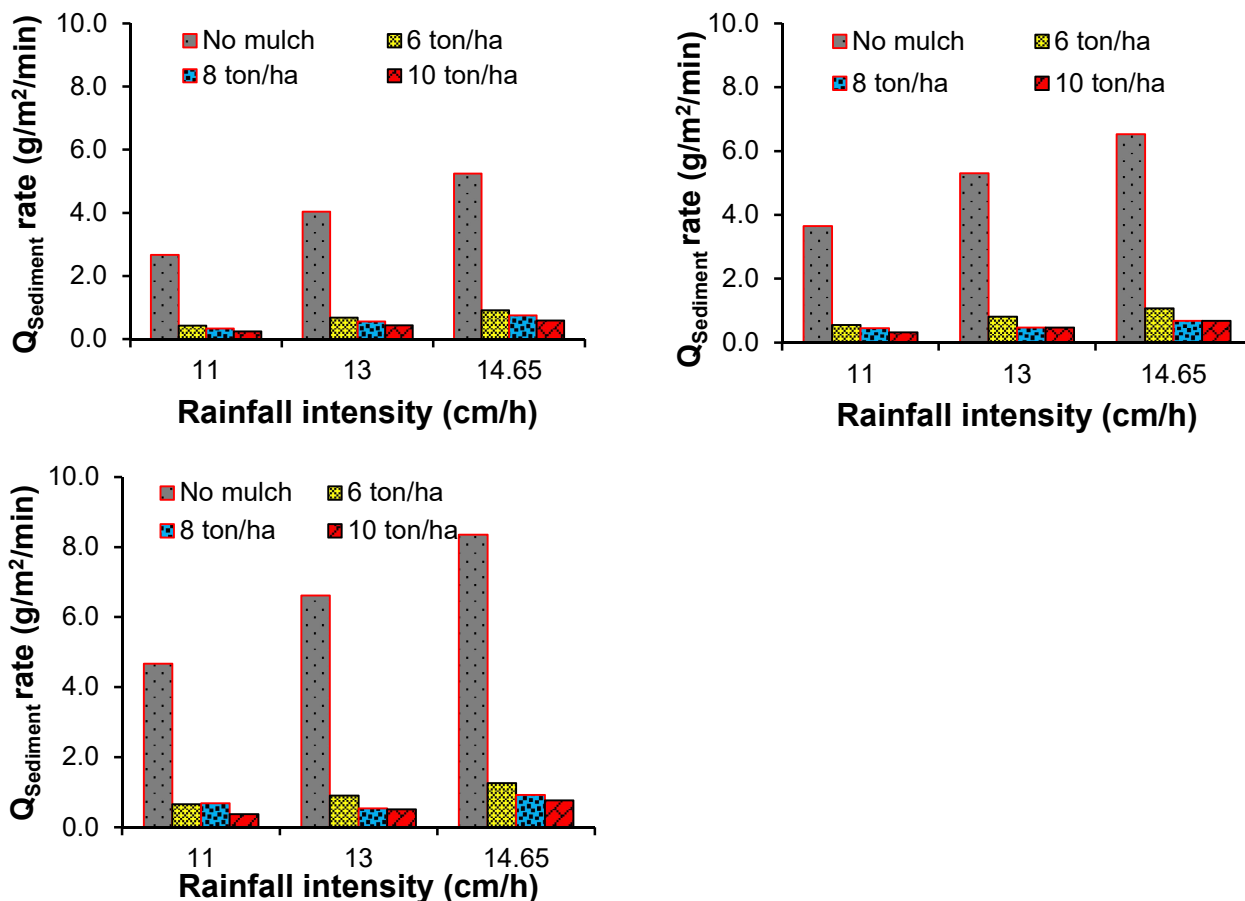 Q_Sediment rate (g/m²/min)
10.0
8.0
6.0
4.0
2.0
0.0
No mulch 6 ton/ha
8 ton/ha 10 ton/ha
11 13 14.65
Rainfall intensity (cm/h)
Q_Sediment rate (g/m²/min)
10.0
8.0
6.0
4.0
2.0
0.0
No mulch 6 ton/ha
8 ton/ha 10 ton/ha
11 13 14.65
Rainfall intensity (cm/h)
Q_Sediment rate (g/m²/min)
10.0
8.0
6.0
4.0
2.0
0.0
No mulch 6 ton/ha
8 ton/ha 10 ton/ha
11 13 14.65
Rainfall intensity (cm/h)